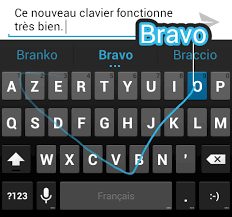 Ce nouveau clavier fonctionne
très bien.
Bravo
Branko Bravo Braccio
A Z E R T Y U I O P
Q S D F G H J K L M
W X C V B N '
?123 Français . :-)